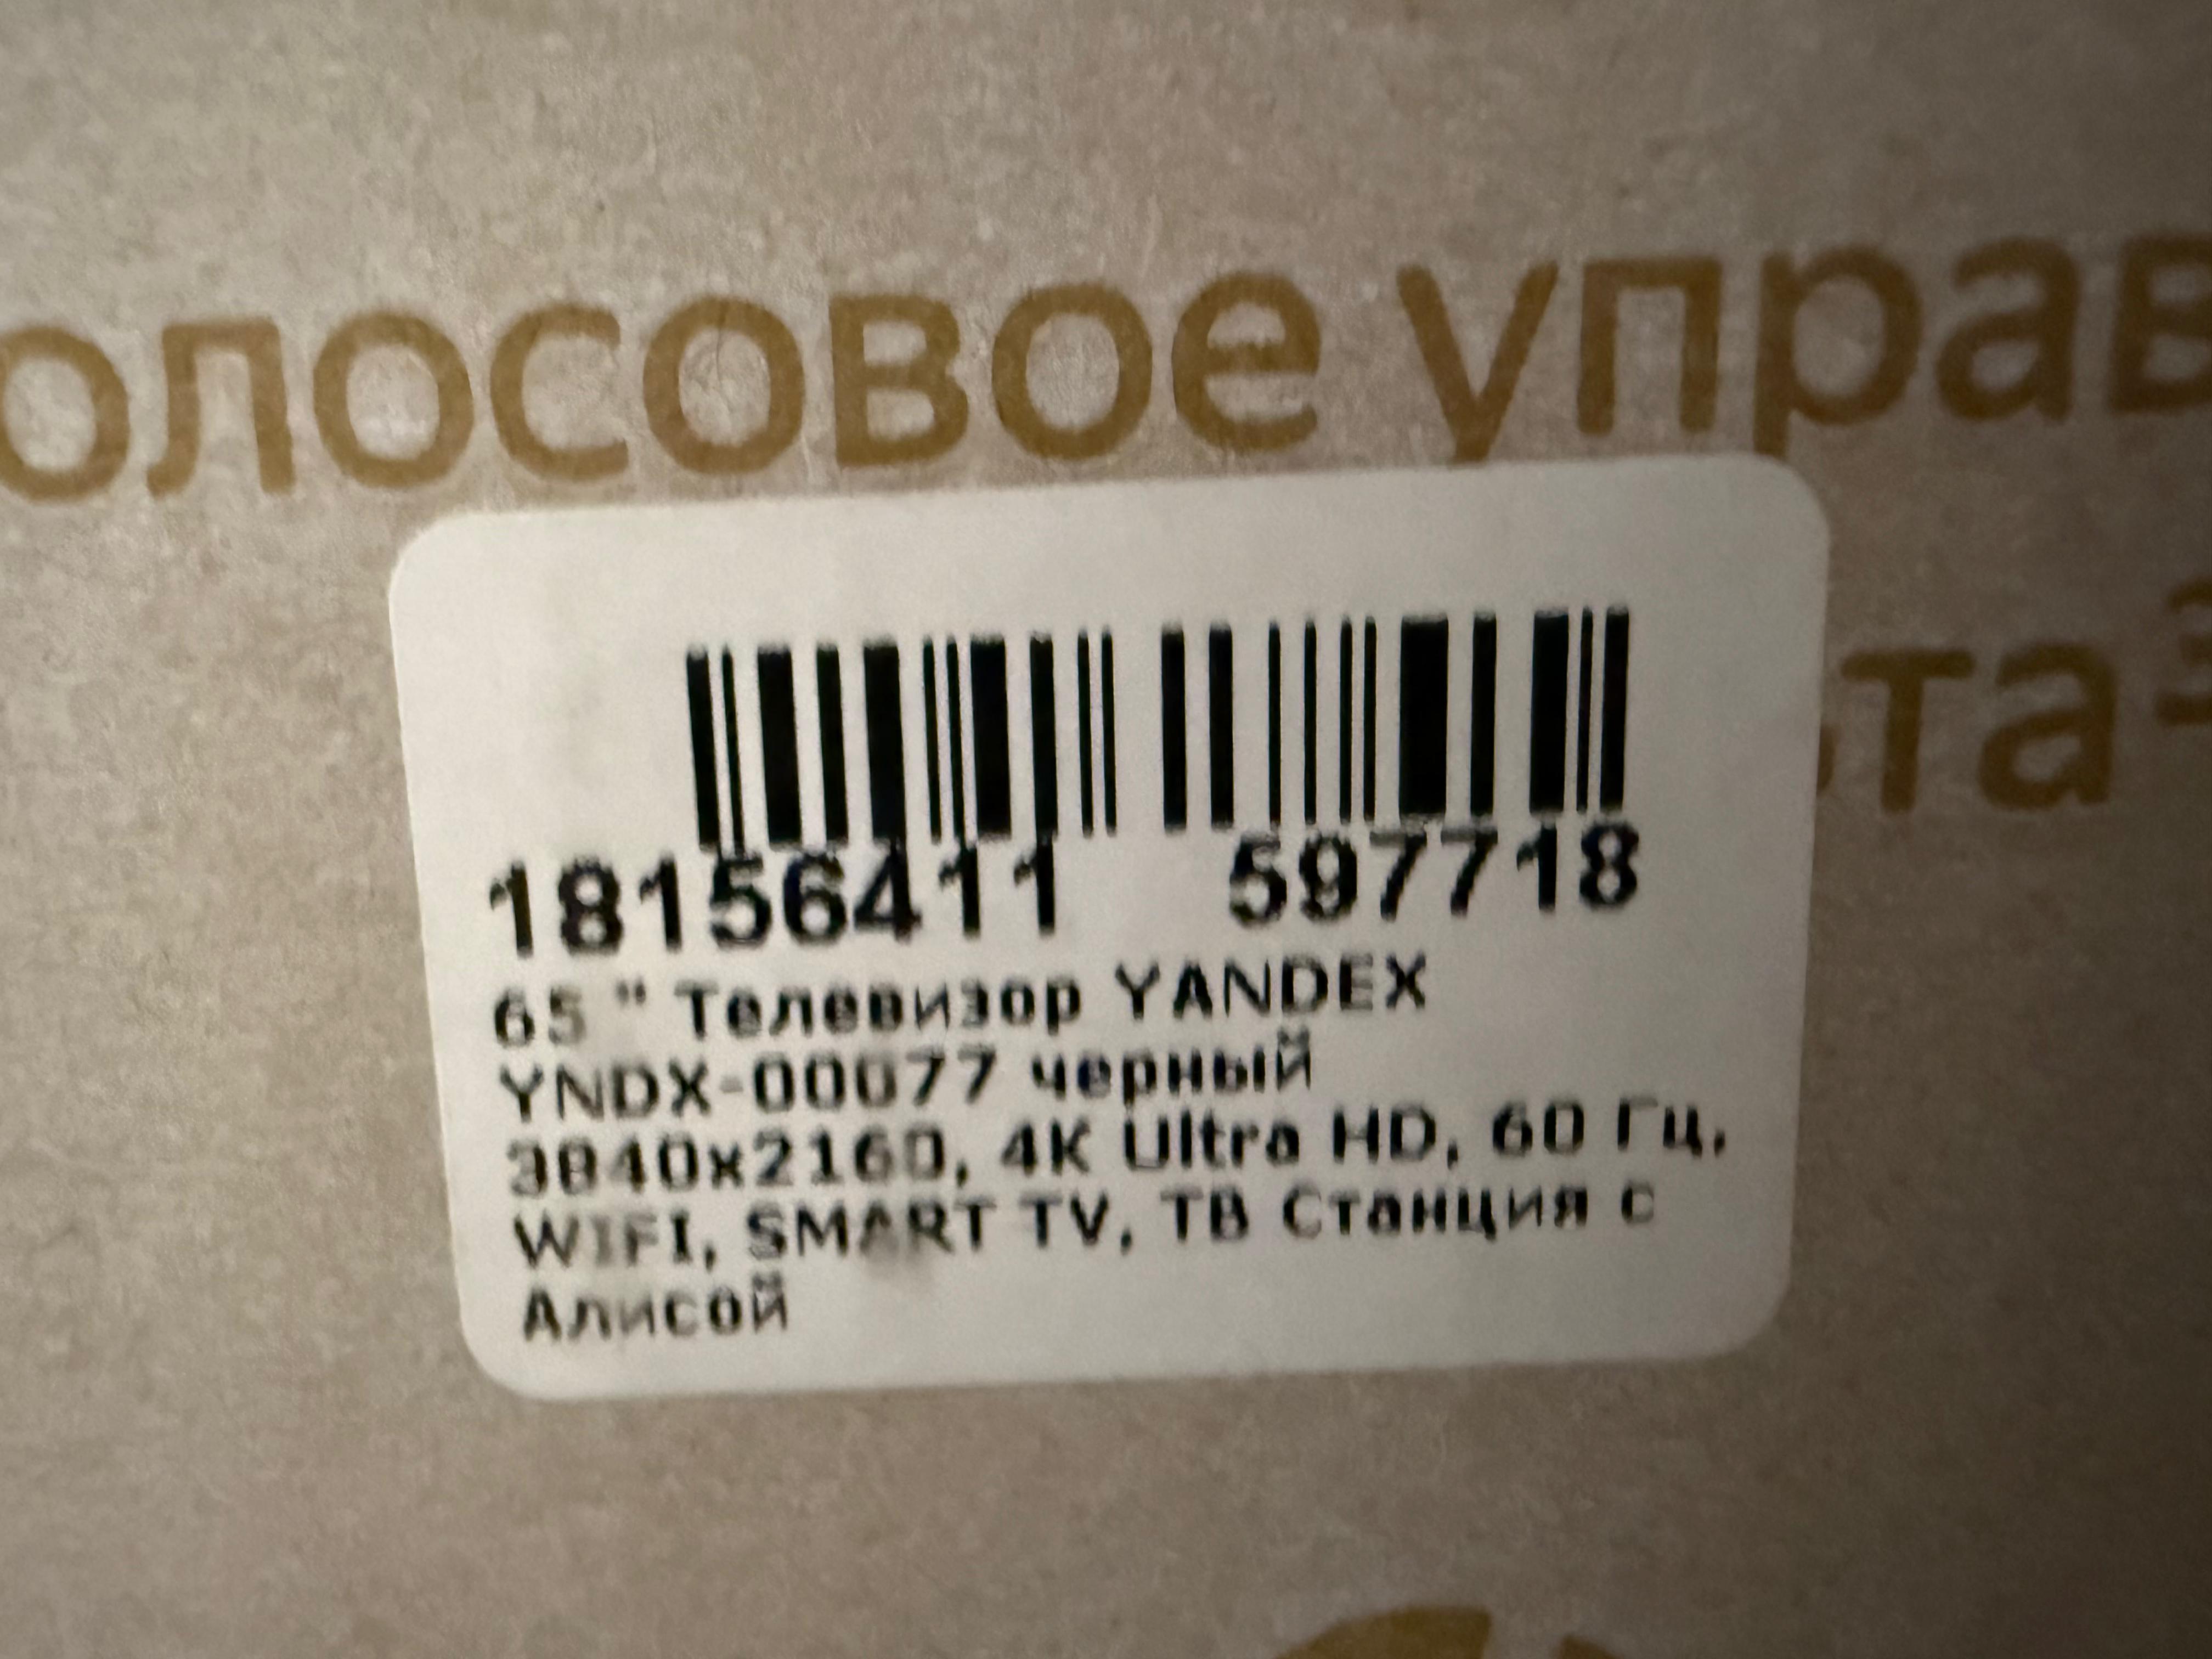 олосовое управ
ьта³
18156411 597718
65 " Телевизор YANDEX
YNDX-00077 черный
3840x2160, 4K Ultra HD, 60 Гц,
WIFI, SMART TV, ТВ Станция с
Алисой